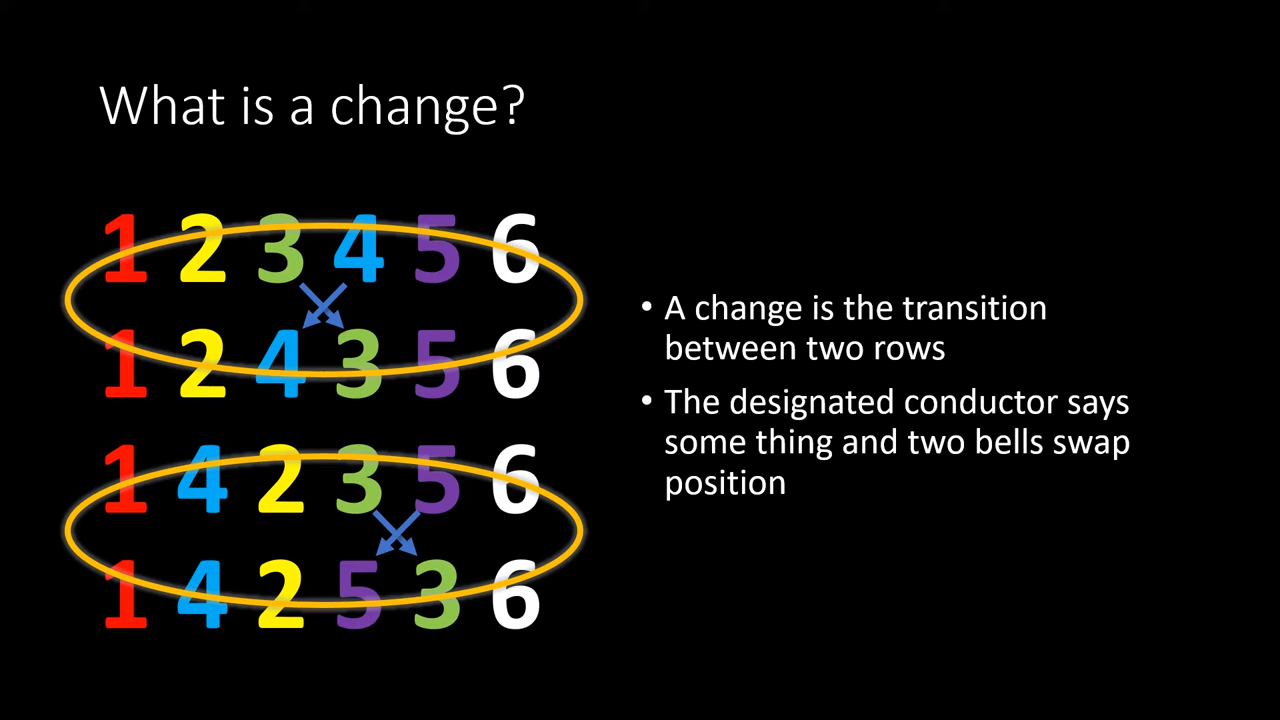 What is a change?
1 2 3 4 5 6
1 2 4 3 5 6
1 4 2 3 5 6
1 4 2 5 3 6
• A change is the transition
between two rows
• The designated conductor says
some thing and two bells swap
position